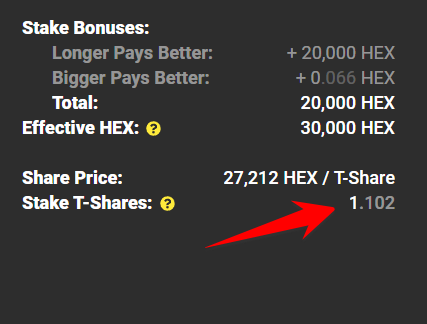 Stake Bonuses:
Longer Pays Better: + 20,000 HEX
Bigger Pays Better: + 0.066 HEX
Total: 20,000 HEX
Effective HEX: ? 30,000 HEX
Share Price: 27,212 HEX / T-Share
Stake T-Shares: ? 1.102